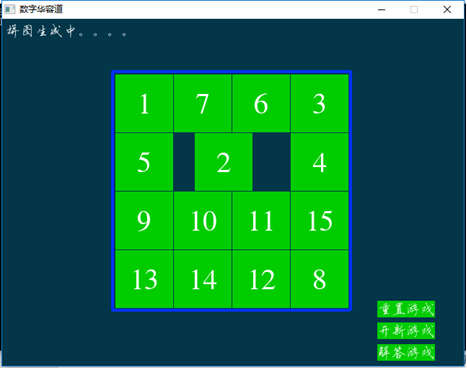 数字华容道
拼图生成中。。。。
1 7 6 3
5 2 4
9 10 11 15
13 14 12 8
重置游戏
开新游戏
解答游戏